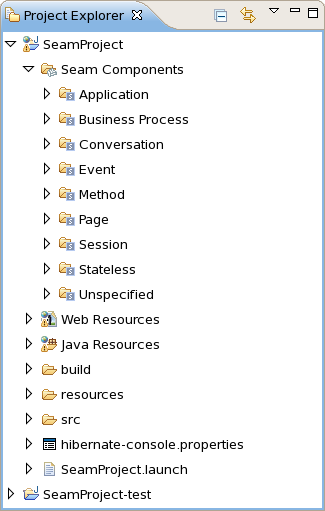 Project Explorer
SeamProject
Seam Components
Application
Business Process
Conversation
Event
Method
Page
Session
Stateless
Unspecified
Web Resources
Java Resources
build
resources
src
hibernate-console.properties
SeamProject.launch
SeamProject-test